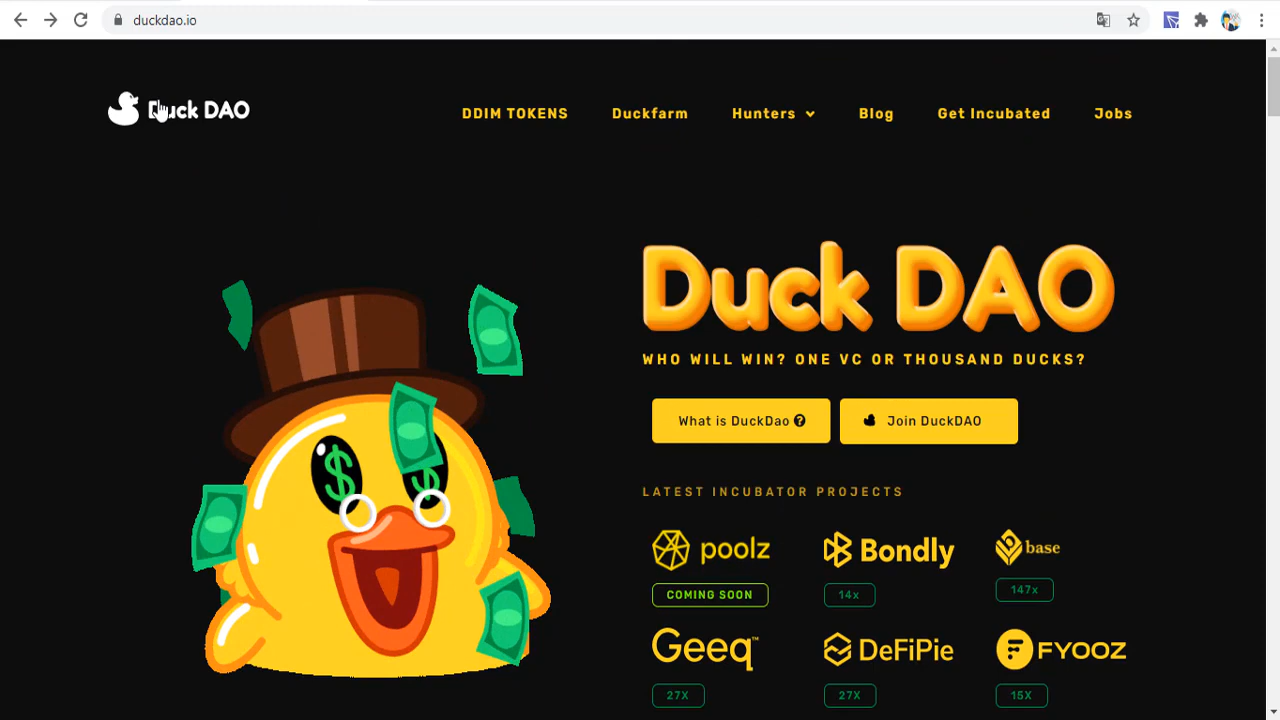 duckdao.io
Duck DAO
DDIM TOKENS Duckfarm Hunters Blog Get Incubated Jobs
Duck DAO
WHO WILL WIN? ONE VC OR THOUSAND DUCKS?
What is DuckDao ? Join DuckDAO
LATEST INCUBATOR PROJECTS
poolz Bondly base
COMING SOON 14x 147x
Geeq™ DeFiPie FYOOZ
27X 27X 15X